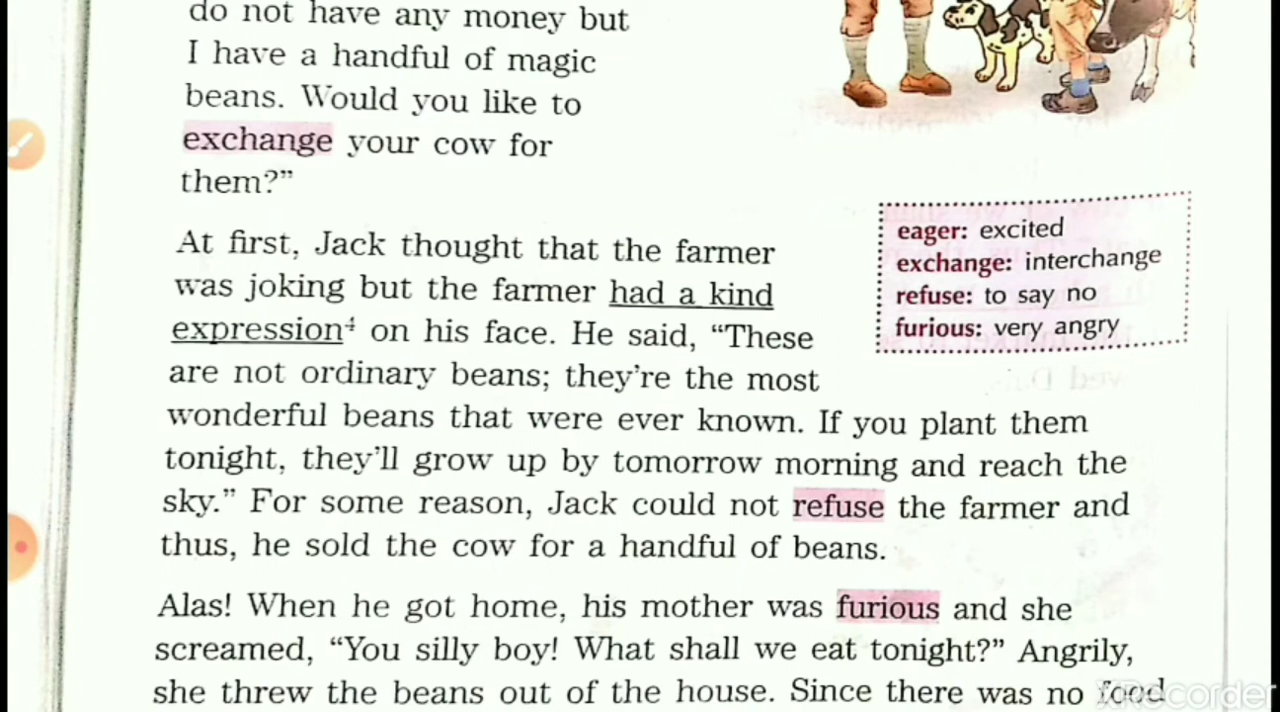 do not have any money but
I have a handful of magic
beans. Would you like to
exchange your cow for
them?”
At first, Jack thought that the farmer
was joking but the farmer had a kind
expression⁴ on his face. He said, “These
are not ordinary beans; they’re the most
wonderful beans that were ever known. If you plant them
tonight, they’ll grow up by tomorrow morning and reach the
sky.” For some reason, Jack could not refuse the farmer and
thus, he sold the cow for a handful of beans.
eager: excited
exchange: interchange
refuse: to say no
furious: very angry
Alas! When he got home, his mother was furious and she
screamed, “You silly boy! What shall we eat tonight?” Angrily,
she threw the beans out of the house. Since there was no food
XRecorder